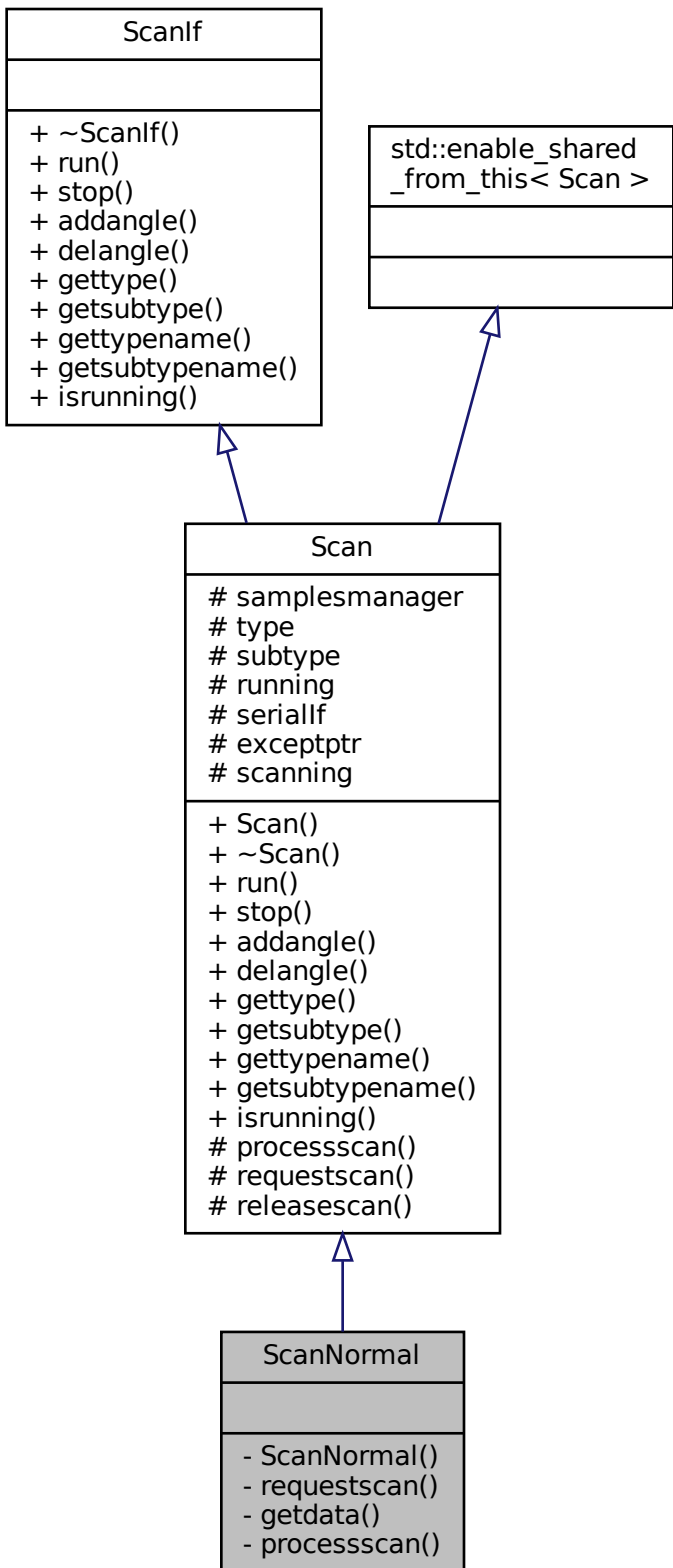 ScanIf
+ ~ScanIf()
+ run()
+ stop()
+ addangle()
+ delangle()
+ gettype()
+ getsubtype()
+ gettypename()
+ getsubtypename()
+ isrunning()
std::enable_shared
_from_this< Scan >
Scan
# samplesmanager
# type
# subtype
# running
# serialIf
# exceptptr
# scanning
+ Scan()
+ ~Scan()
+ run()
+ stop()
+ addangle()
+ delangle()
+ gettype()
+ getsubtype()
+ gettypename()
+ getsubtypename()
+ isrunning()
# processscan()
# requestscan()
# releasescan()
ScanNormal
- ScanNormal()
- requestscan()
- getdata()
- processscan()